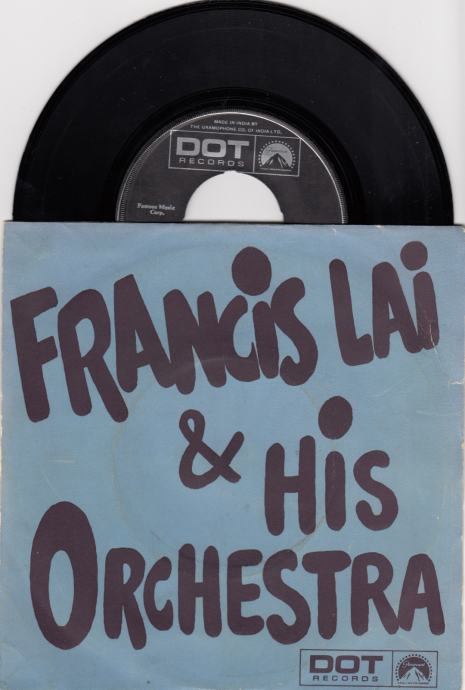 MADE IN INDIA BY
THE GRAMOPHONE CO. OF INDIA LTD.
DOT
RECORDS
Famous Music
Corp.
FRANCiS LAi
& HiS
ORCHESTRA
DOT
RECORDS
Paramount